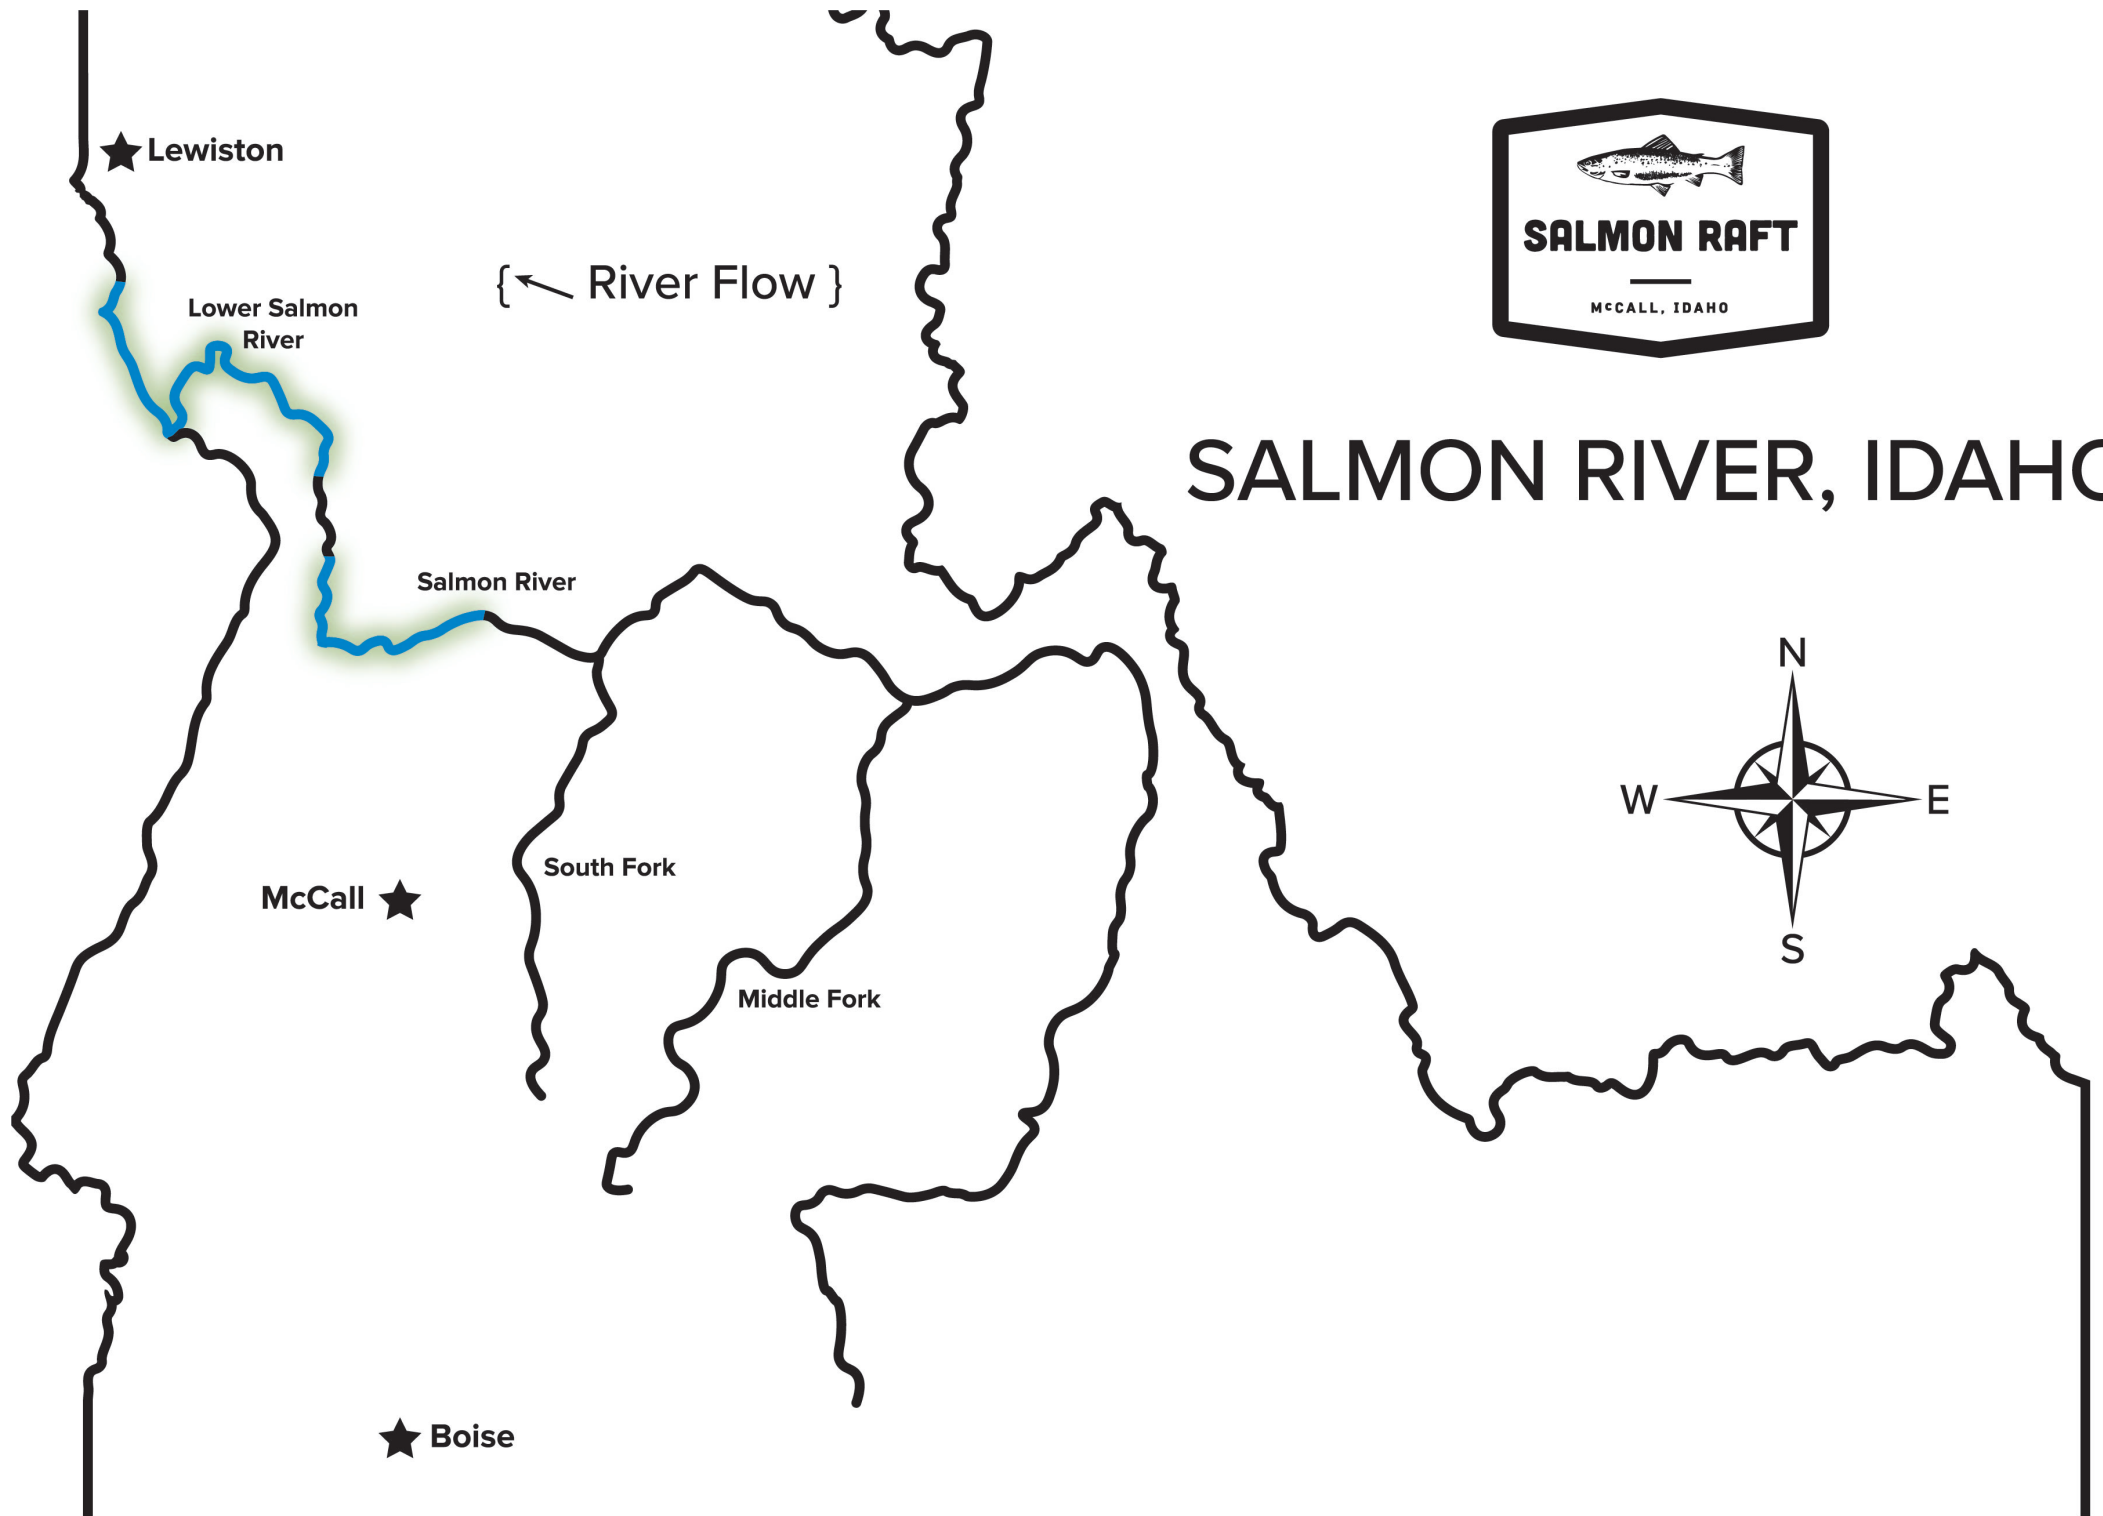 Lewiston
Lower Salmon
River
{ River Flow }
SALMON RAFT
McCALL, IDAHO
SALMON RIVER, IDAHO
Salmon River
N
W
E
S
South Fork
McCall
Middle Fork
Boise